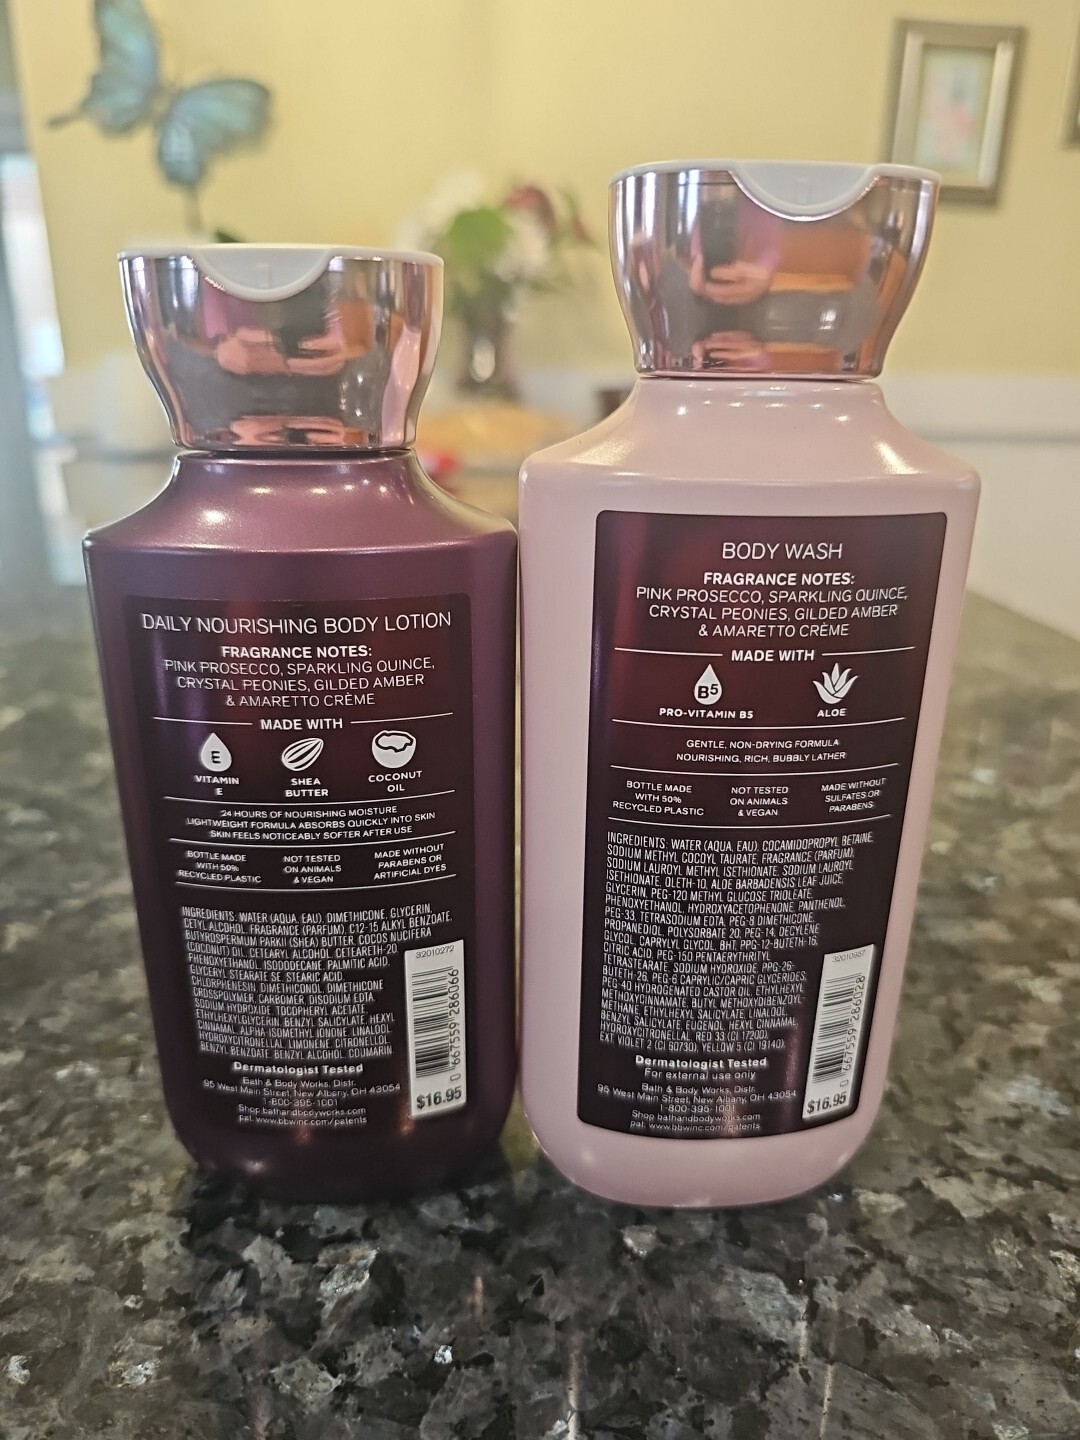 DAILY NOURISHING BODY LOTION
FRAGRANCE NOTES:
PINK PROSECCO, SPARKLING QUINCE,
CRYSTAL PEONIES, GILDED AMBER
& AMARETTO CRÈME
MADE WITH
E
VITAMIN
E
SHEA
BUTTER
COCONUT
OIL
24 HOURS OF NOURISHING MOISTURE
LIGHTWEIGHT FORMULA ABSORBS QUICKLY INTO SKIN
SKIN FEELS NOTICEABLY SOFTER AFTER USE
BOTTLE MADE
WITH 50%
RECYCLED PLASTIC
NOT TESTED
ON ANIMALS
& VEGAN
MADE WITHOUT
PARABENS OR
ARTIFICIAL DYES
INGREDIENTS: WATER (AQUA, EAU), DIMETHICONE, GLYCERIN,
CETYL ALCOHOL, FRAGRANCE (PARFUM), C12-15 ALKYL BENZOATE,
BUTYROSPERMUM PARKII (SHEA) BUTTER, COCOS NUCIFERA
(COCONUT) OIL, CETEARYL ALCOHOL, CETEARETH-20,
PHENOXYETHANOL, ISODODECANE, PALMITIC ACID,
GLYCERYL STEARATE SE, STEARIC ACID,
CHLORPHENESIN, DIMETHICONOL, DIMETHICONE
CROSSPOLYMER, CARBOMER, DISODIUM EDTA,
SODIUM HYDROXIDE, TOCOPHERYL ACETATE,
ETHYLHEXYLGLYCERIN, BENZYL SALICYLATE, HEXYL
CINNAMAL, ALPHA-ISOMETHYL IONONE, LINALOOL,
HYDROXYCITRONELLAL, LIMONENE, CITRONELLOL,
BENZYL BENZOATE, BENZYL ALCOHOL, COUMARIN.
Dermatologist Tested
Bath & Body Works, Distr.
95 West Main Street, New Albany, OH 43054
1-800-395-1001
Shop bathandbodyworks.com
pat: www.bbwinc.com/patents
32010272
0 667559 286066
$16.95
BODY WASH
FRAGRANCE NOTES:
PINK PROSECCO, SPARKLING QUINCE,
CRYSTAL PEONIES, GILDED AMBER
& AMARETTO CRÈME
MADE WITH
B5
PRO-VITAMIN B5
ALOE
GENTLE, NON-DRYING FORMULA
NOURISHING, RICH, BUBBLY LATHER
BOTTLE MADE
WITH 50%
RECYCLED PLASTIC
NOT TESTED
ON ANIMALS
& VEGAN
MADE WITHOUT
SULFATES OR
PARABENS
INGREDIENTS: WATER (AQUA, EAU), COCAMIDOPROPYL BETAINE,
SODIUM METHYL COCOYL TAURATE, FRAGRANCE (PARFUM),
SODIUM LAUROYL METHYL ISETHIONATE, SODIUM LAUROYL
ISETHIONATE, OLETH-10, ALOE BARBADENSIS LEAF JUICE,
GLYCERIN, PEG-120 METHYL GLUCOSE TRIOLEATE,
PHENOXYETHANOL, HYDROXYACETOPHENONE, PANTHENOL,
PEG-33, TETRASODIUM EDTA, PEG-8 DIMETHICONE,
PROPANEDIOL, POLYSORBATE 20, PEG-14, DECYLENE
GLYCOL, CAPRYLYL GLYCOL, BHT, PPG-12-BUTETH-16,
CITRIC ACID, PEG-150 PENTAERYTHRITYL
TETRASTEARATE, SODIUM HYDROXIDE, PPG-26-
BUTETH-26, PEG-6 CAPRYLIC/CAPRIC GLYCERIDES,
PEG-40 HYDROGENATED CASTOR OIL, ETHYLHEXYL
METHOXYCINNAMATE, BUTYL METHOXYDIBENZOYL-
METHANE, ETHYLHEXYL SALICYLATE, LINALOOL,
BENZYL SALICYLATE, EUGENOL, HEXYL CINNAMAL,
HYDROXYCITRONELLAL, RED 33 (CI 17200),
EXT. VIOLET 2 (CI 60730), YELLOW 5 (CI 19140).
Dermatologist Tested
For external use only
Bath & Body Works, Distr.
95 West Main Street, New Albany, OH 43054
1-800-395-1001
Shop bathandbodyworks.com
pat: www.bbwinc.com/patents
32010957
0 667559 286128
$16.95